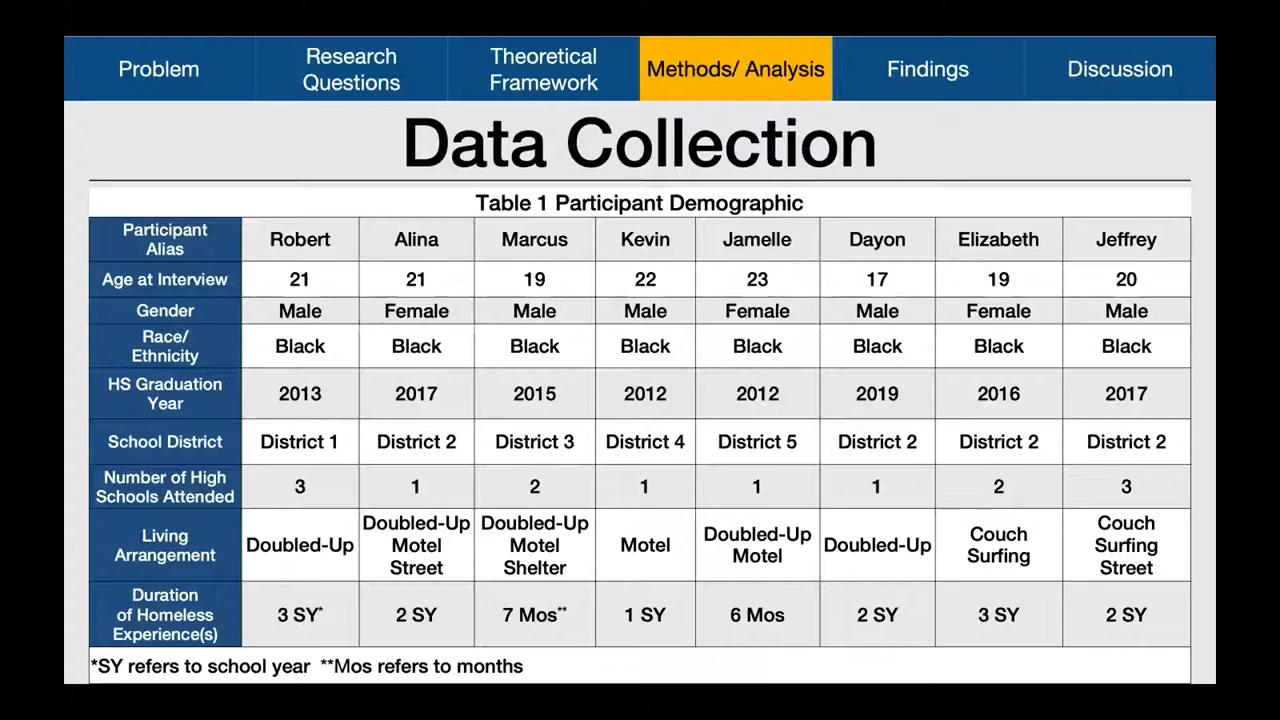 Problem
Research
Questions
Theoretical
Framework
Methods/ Analysis
Findings
Discussion
Data Collection
Table 1 Participant Demographic
Participant
Alias
Robert Alina Marcus Kevin Jamelle Dayon Elizabeth Jeffrey
Age at Interview 21 21 19 22 23 17 19 20
Gender Male Female Male Male Female Male Female Male
Race/
Ethnicity
Black Black Black Black Black Black Black Black
HS Graduation
Year
2013 2017 2015 2012 2012 2019 2016 2017
School District District 1 District 2 District 3 District 4 District 5 District 2 District 2 District 2
Number of High
Schools Attended
3 1 2 1 1 1 2 3
Living
Arrangement
Doubled-Up
Doubled-Up
Motel
Street
Doubled-Up
Motel
Shelter
Motel
Doubled-Up
Motel
Doubled-Up
Couch
Surfing
Couch
Surfing
Street
Duration
of Homeless
Experience(s)
3 SY* 2 SY 7 Mos** 1 SY 6 Mos 2 SY 3 SY 2 SY
*SY refers to school year **Mos refers to months